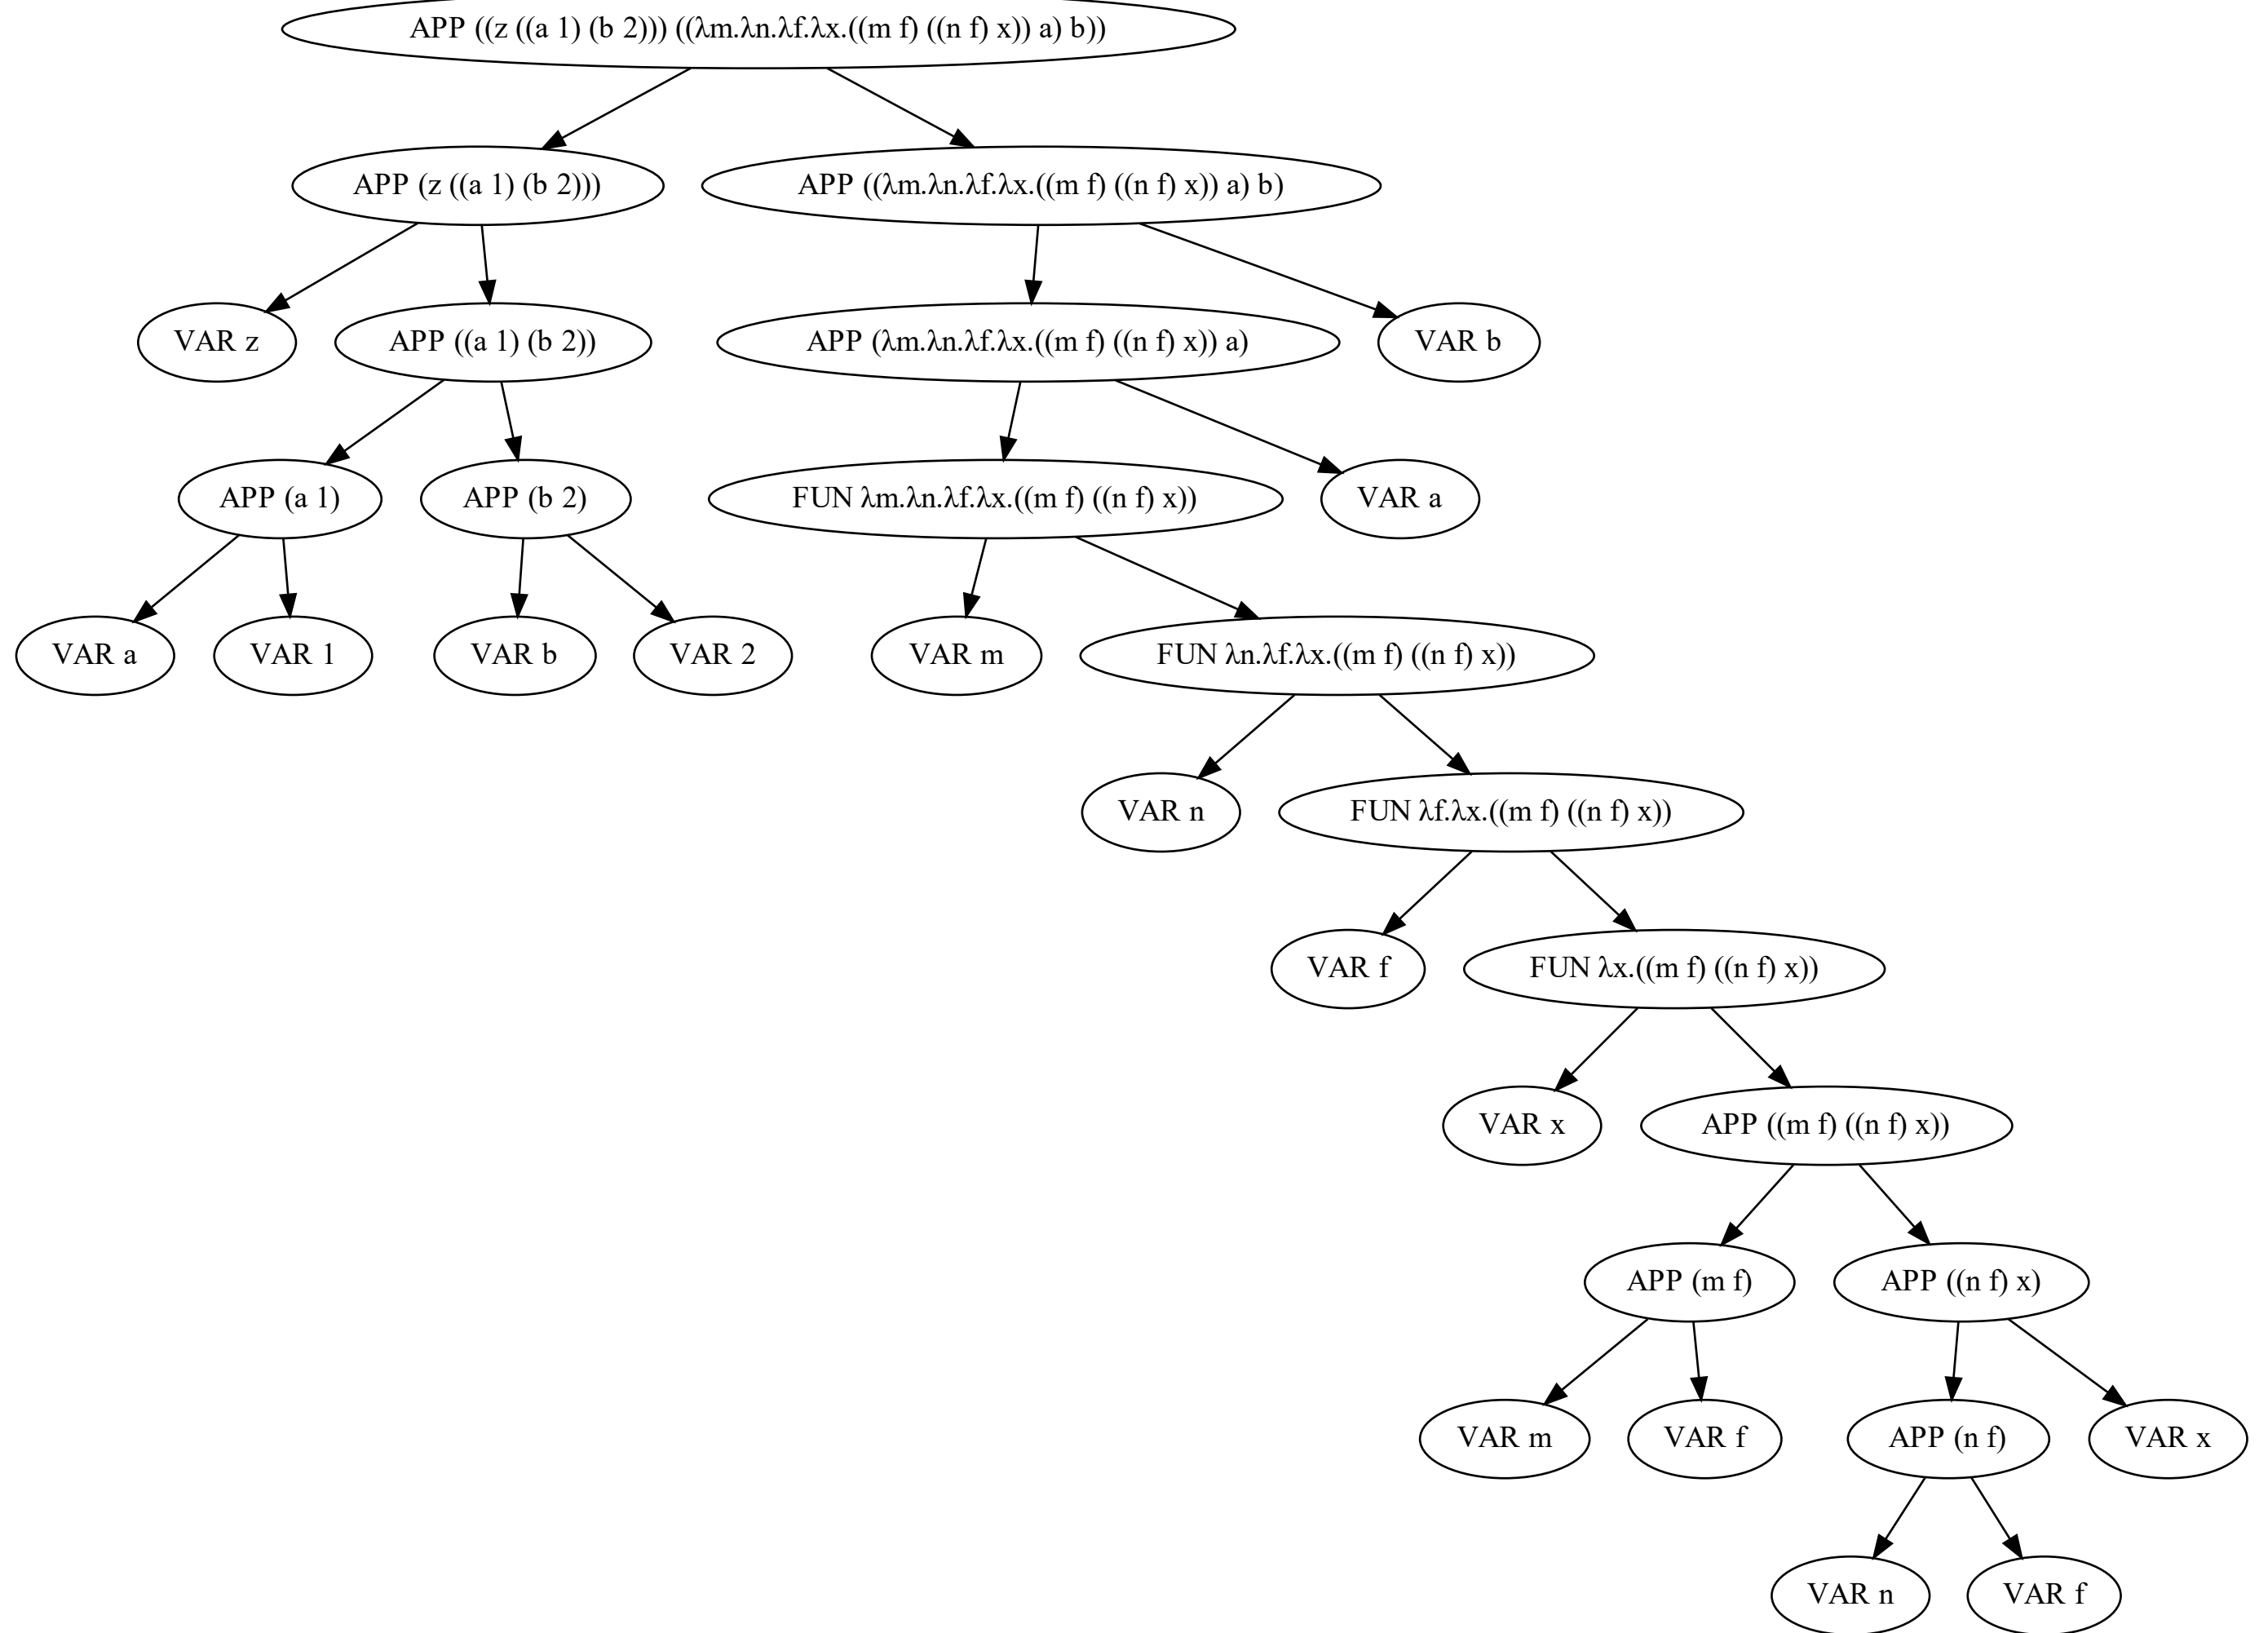 APP ((z ((a 1) (b 2))) ((λm.λn.λf.λx.((m f) ((n f) x)) a) b))
APP (z ((a 1) (b 2)))
APP ((λm.λn.λf.λx.((m f) ((n f) x)) a) b)
VAR z
APP ((a 1) (b 2))
APP (λm.λn.λf.λx.((m f) ((n f) x)) a)
VAR b
APP (a 1)
APP (b 2)
FUN λm.λn.λf.λx.((m f) ((n f) x))
VAR a
VAR a
VAR 1
VAR b
VAR 2
VAR m
FUN λn.λf.λx.((m f) ((n f) x))
VAR n
FUN λf.λx.((m f) ((n f) x))
VAR f
FUN λx.((m f) ((n f) x))
VAR x
APP ((m f) ((n f) x))
APP (m f)
APP ((n f) x)
VAR m
VAR f
APP (n f)
VAR x
VAR n
VAR f